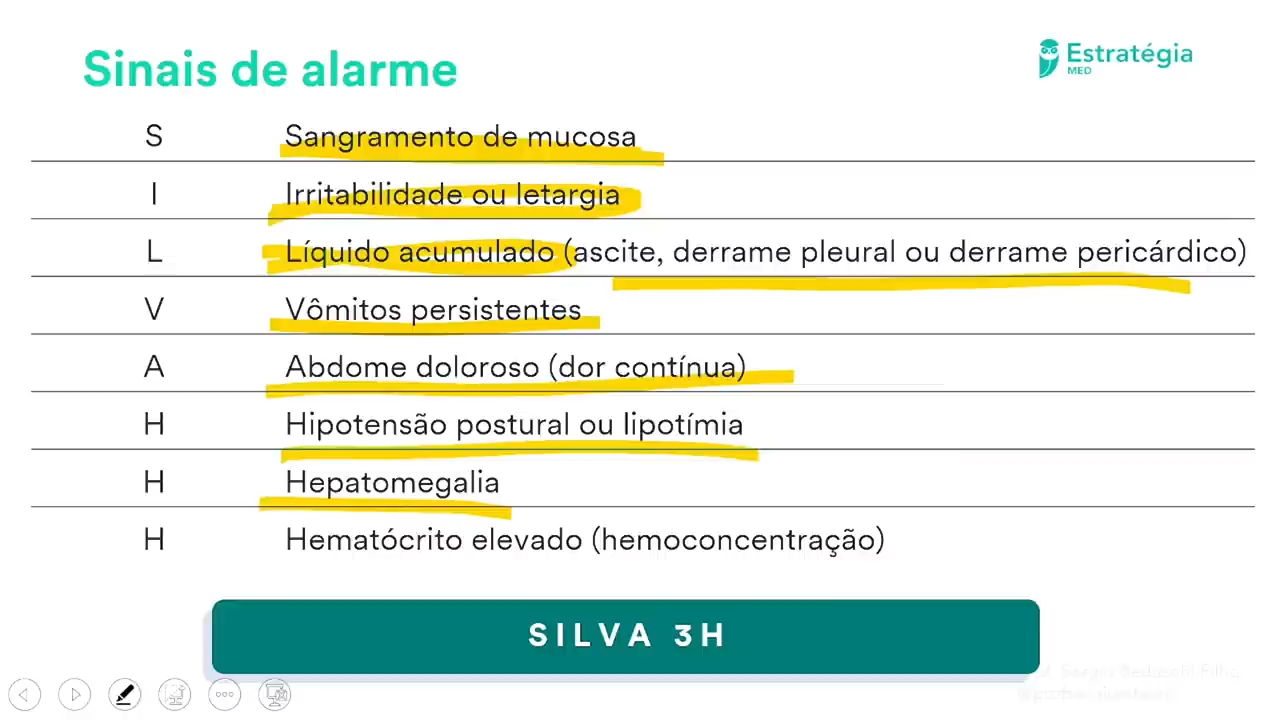 Sinais de alarme
Estratégia
MED
S Sangramento de mucosa
I Irritabilidade ou letargia
L Líquido acumulado (ascite, derrame pleural ou derrame pericárdico)
V Vômitos persistentes
A Abdome doloroso (dor contínua)
H Hipotensão postural ou lipotímia
H Hepatomegalia
H Hematócrito elevado (hemoconcentração)
SILVA 3H